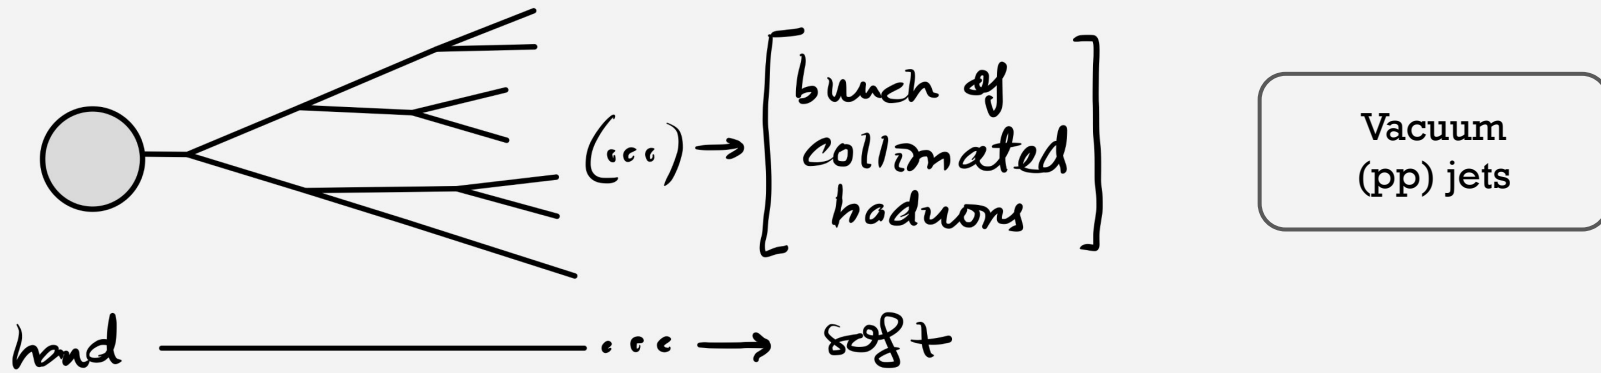 (...) →
bunch of
collimated
hadrons
Vacuum
(pp) jets
hard ... → soft